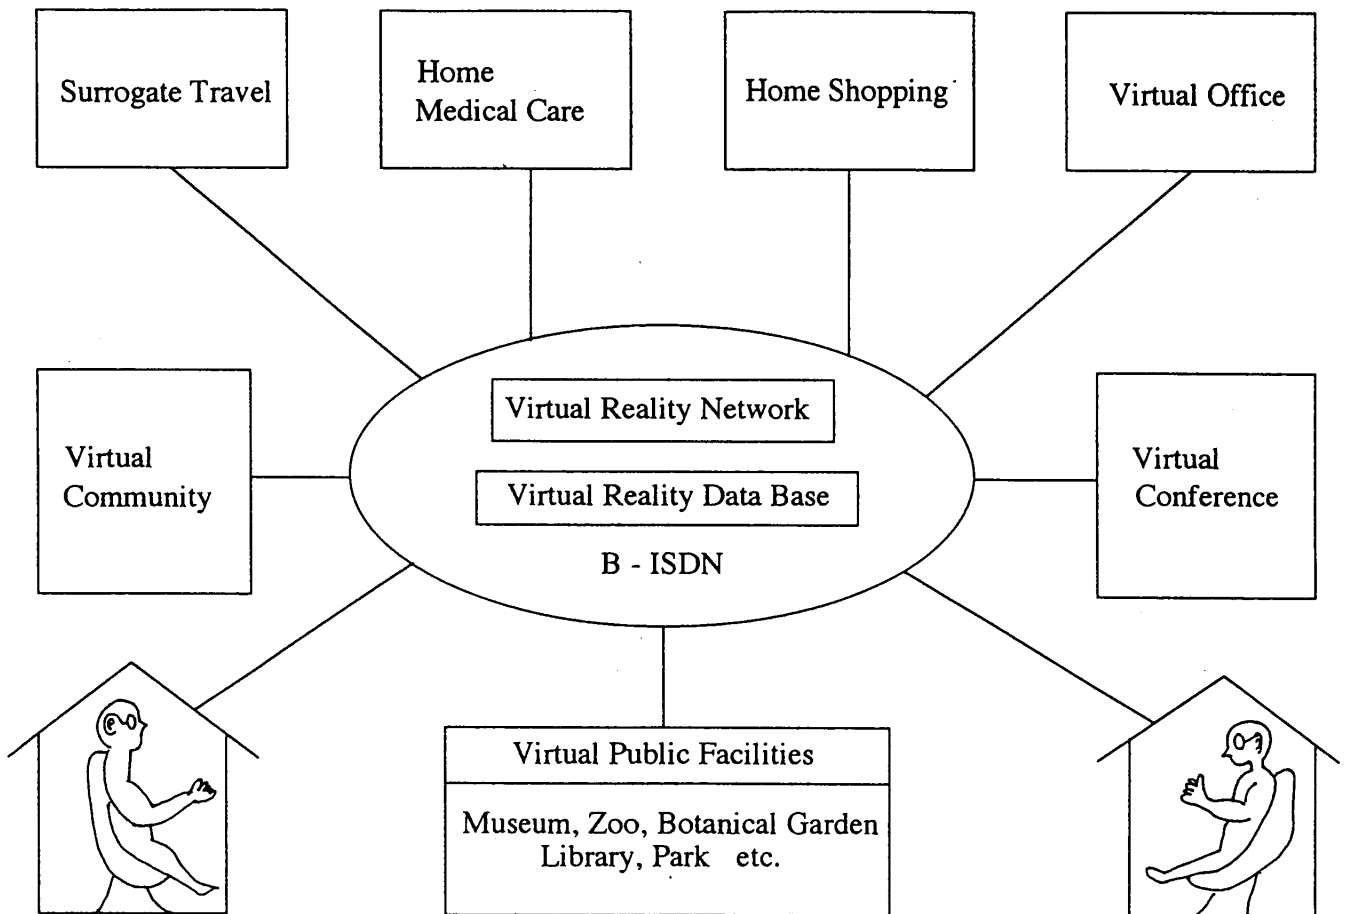 Surrogate Travel
Home
Medical Care
Home Shopping
Virtual Office
Virtual Reality Network
Virtual Reality Data Base
B - ISDN
Virtual
Community
Virtual
Conference
Virtual Public Facilities
Museum, Zoo, Botanical Garden
Library, Park etc.